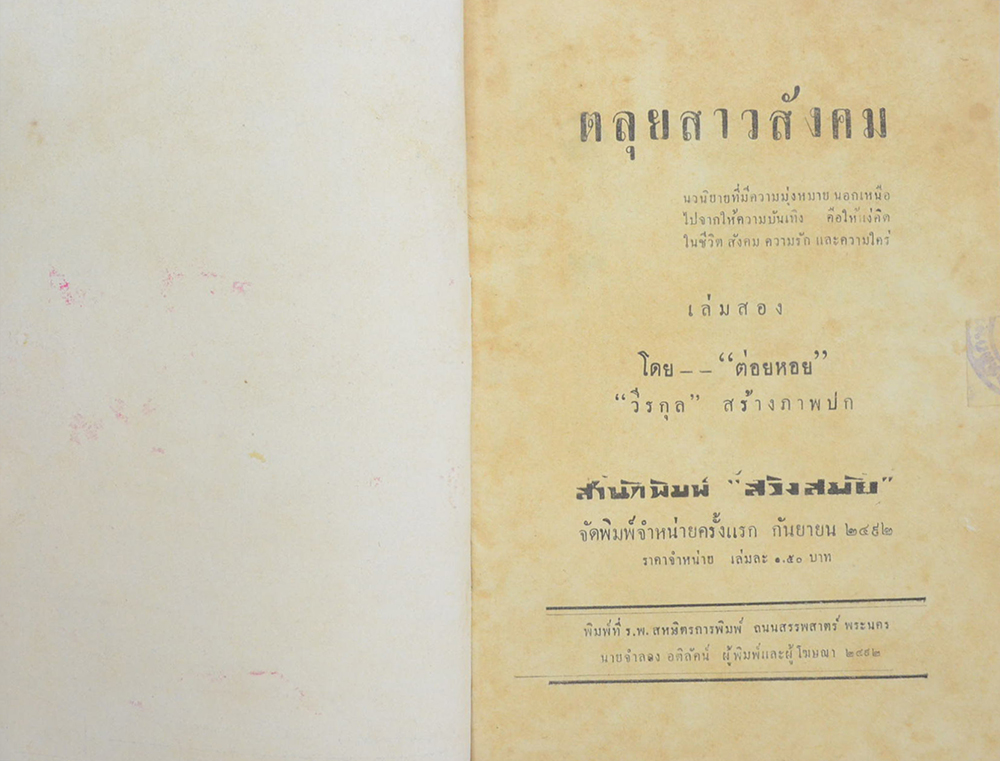 ตลุยสาวสังคม
นวนิยายที่มีความมุ่งหมาย นอกเหนือ
ไปจากให้ความบันเทิง คือให้แง่คิด
ในชีวิต สังคม ความรัก และความใคร่
เล่มสอง
โดย -- “ต่อยหอย”
“วีรกุล” สร้างภาพปก
สำนักพิมพ์ "สวิงสมัย"
จัดพิมพ์จำหน่ายครั้งแรก กันยายน ๒๔๙๒
ราคาจำหน่าย เล่มละ ๑.๕๐ บาท
พิมพ์ที่ ร.พ. สหมิตรการพิมพ์ ถนนสรรพสาตร์ พระนคร
นายจำลอง อติลัคน์ ผู้พิมพ์และผู้โฆษณา ๒๔๙๒